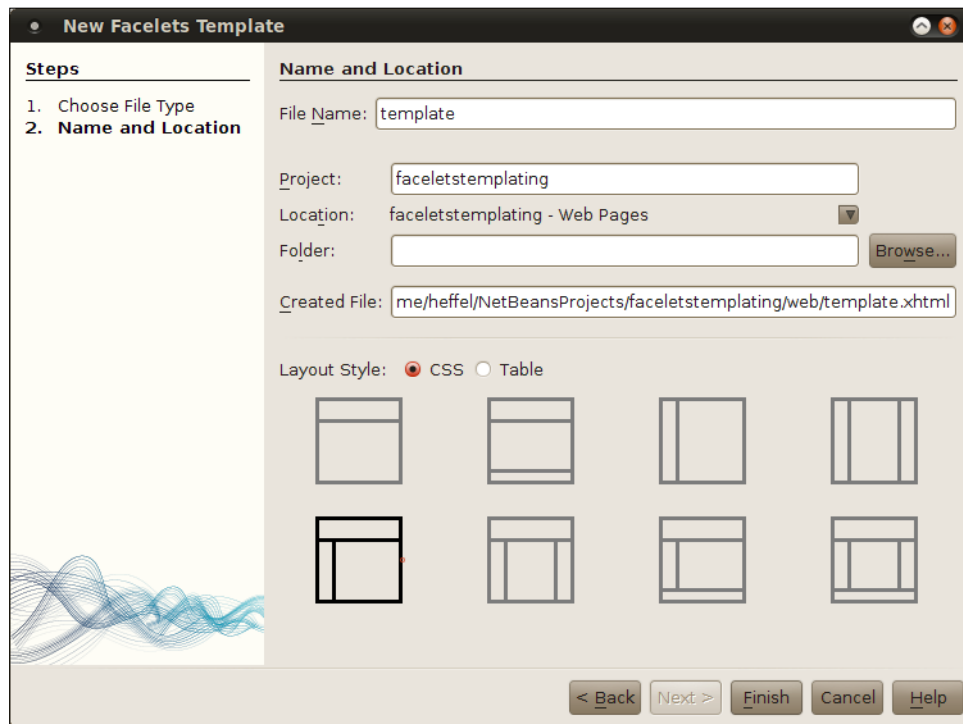 New Facelets Template
Steps
1. Choose File Type
2. Name and Location
Name and Location
File Name: template
Project: faceletstemplating
Location: faceletstemplating - Web Pages
Folder: Browse...
Created File: me/heffel/NetBeansProjects/faceletstemplating/web/template.xhtml
Layout Style: CSS Table
< Back Next > Finish Cancel Help